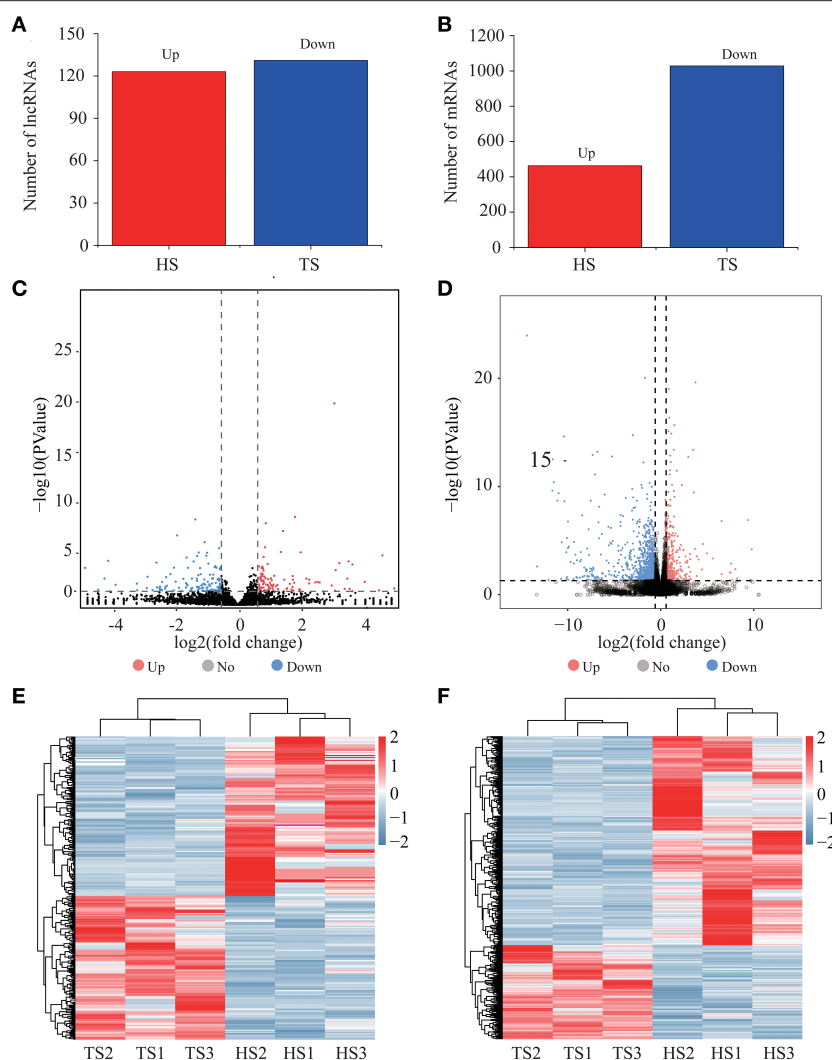 A
Number of lncRNAs
150
120
90
60
30
0
Up
Down
HS
TS
B
Number of mRNAs
1200
1000
800
600
400
200
0
Up
Down
HS
TS
C
−log10(PValue)
25
20
15
10
5
0
-4
-2
0
2
4
log2(fold change)
Up
No
Down
D
−log10(PValue)
20
15
10
5
0
−10
0
10
log2(fold change)
Up
No
Down
E
2
1
0
−1
−2
TS2 TS1 TS3 HS2 HS1 HS3
F
2
1
0
−1
−2
TS2 TS1 TS3 HS2 HS1 HS3